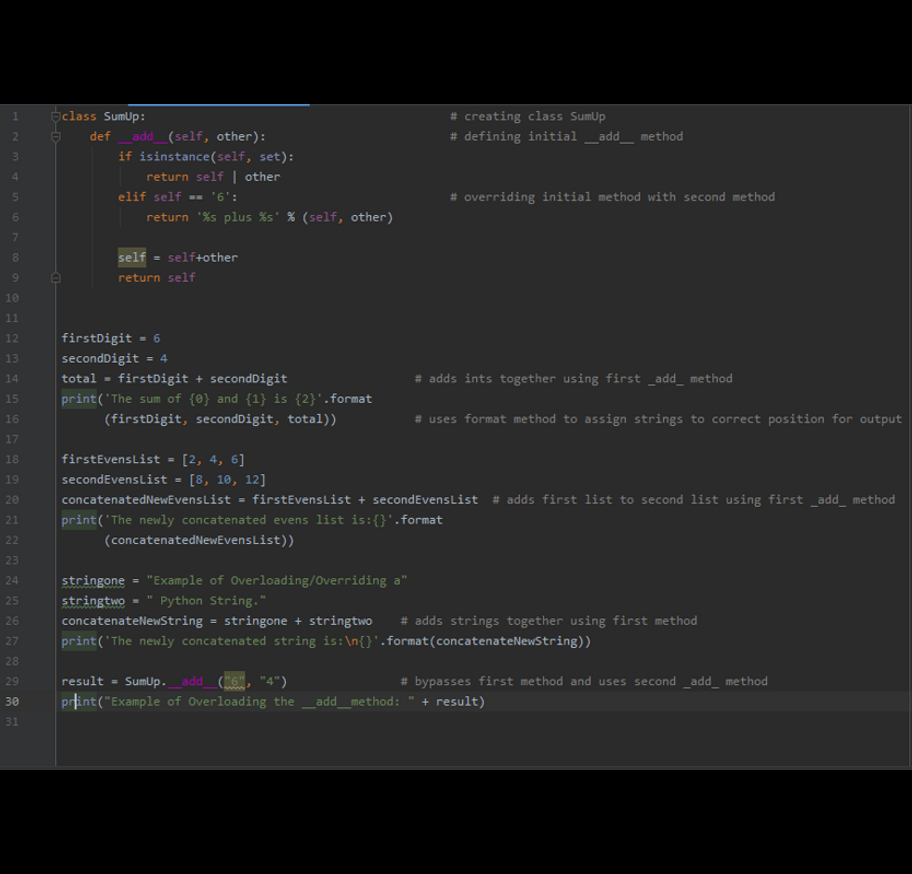 1 class SumUp: # creating class SumUp
2 def __add__(self, other): # defining initial __add__ method
3 if isinstance(self, set):
4 return self | other
5 elif self == '6': # overriding initial method with second method
6 return '%s plus %s' % (self, other)
7
8 self = self+other
9 return self
10
11
12 firstDigit = 6
13 secondDigit = 4
14 total = firstDigit + secondDigit # adds ints together using first _add_ method
15 print('The sum of {0} and {1} is {2}'.format
16 (firstDigit, secondDigit, total)) # uses format method to assign strings to correct position for output
17
18 firstEvensList = [2, 4, 6]
19 secondEvensList = [8, 10, 12]
20 concatenatedNewEvensList = firstEvensList + secondEvensList # adds first list to second list using first _add_ method
21 print('The newly concatenated evens list is:{}'.format
22 (concatenatedNewEvensList))
23
24 stringone = "Example of Overloading/Overriding a"
25 stringtwo = " Python String."
26 concatenateNewString = stringone + stringtwo # adds strings together using first method
27 print('The newly concatenated string is:\n{}'.format(concatenateNewString))
28
29 result = SumUp.__add__("6", "4") # bypasses first method and uses second _add_ method
30 print("Example of Overloading the __add__method: " + result)
31